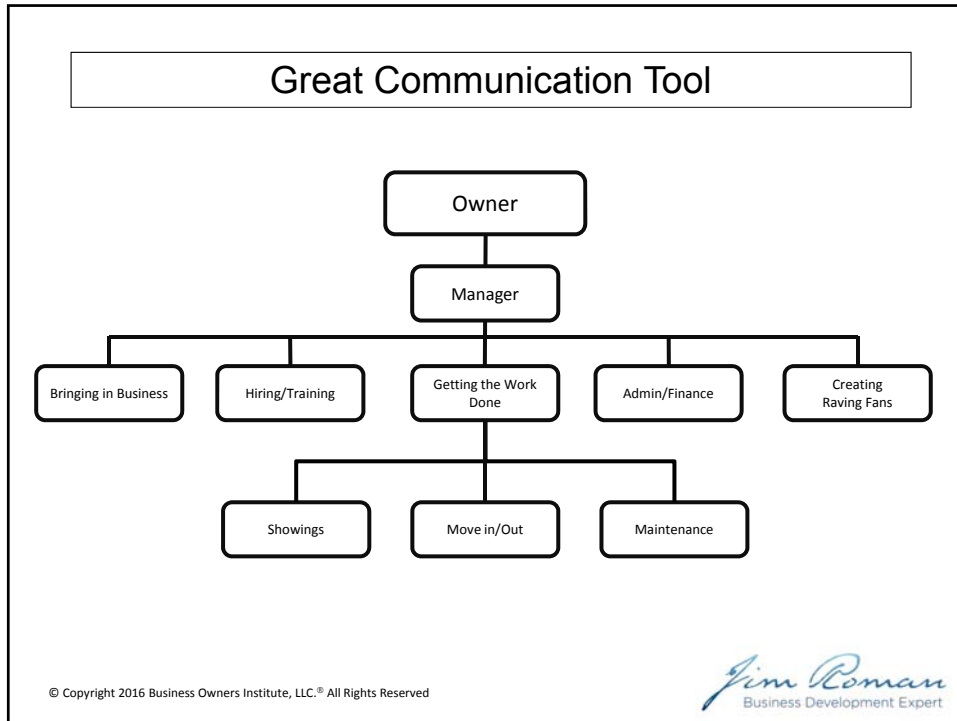 Great Communication Tool
Owner
Manager
Bringing in Business
Hiring/Training
Getting the Work
Done
Admin/Finance
Creating
Raving Fans
Showings
Move in/Out
Maintenance
© Copyright 2016 Business Owners Institute, LLC.® All Rights Reserved
Jim Roman
Business Development Expert